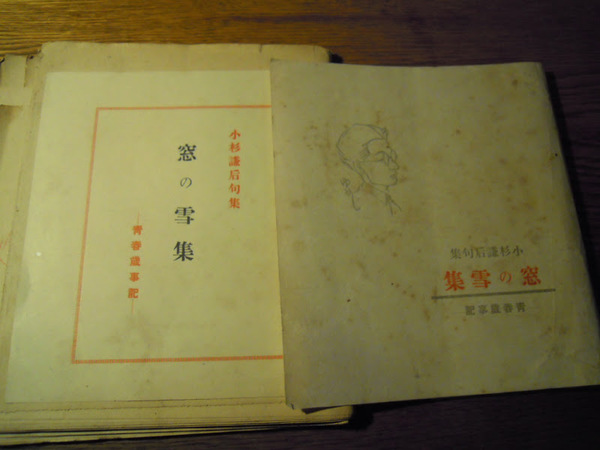 小杉謙后句集
窓の雪集
―青春歳事記―
小杉謙后句集
窓の雪集
青春歳事記